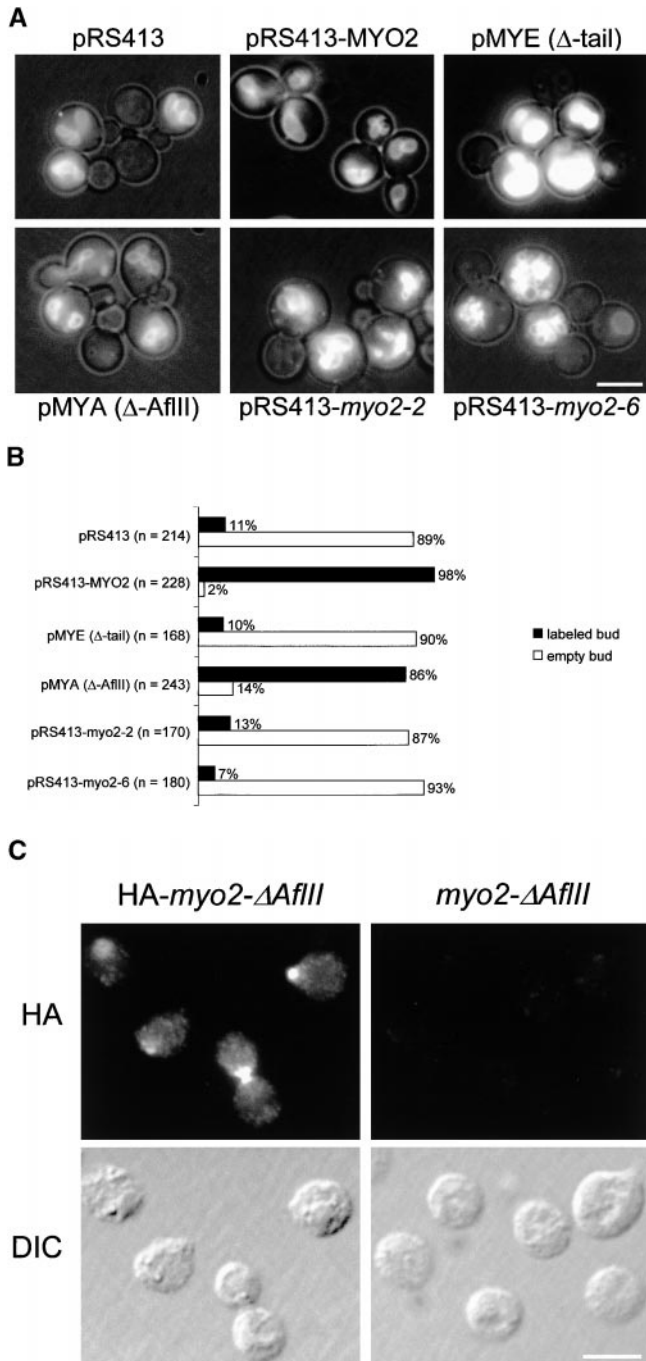 A
pRS413 pRS413-MYO2 pMYE (Δ-tail)
pMYA (Δ-AflII) pRS413-myo2-2 pRS413-myo2-6
B
pRS413 (n = 214) 11% 89%
pRS413-MYO2 (n = 228) 98% 2%
pMYE (Δ-tail) (n = 168) 10% 90%
pMYA (Δ-AflII) (n = 243) 86% 14%
pRS413-myo2-2 (n =170) 13% 87%
pRS413-myo2-6 (n = 180) 7% 93%
labeled bud
empty bud
C
HA-myo2-ΔAflII myo2-ΔAflII
HA
DIC